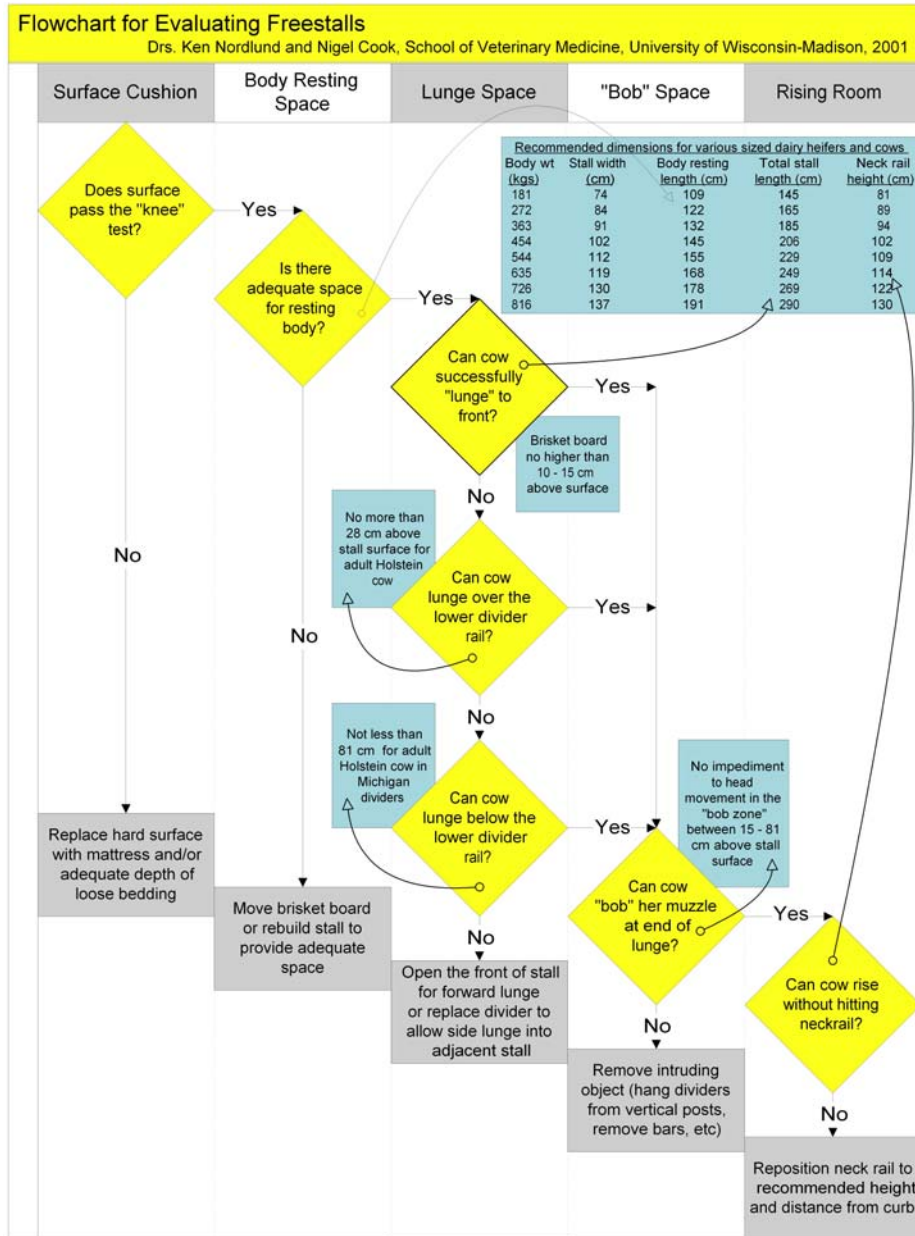 Flowchart for Evaluating Freestalls
Drs. Ken Nordlund and Nigel Cook, School of Veterinary Medicine, University of Wisconsin-Madison, 2001
Surface Cushion
Body Resting
Space
Lunge Space
"Bob" Space
Rising Room
Recommended dimensions for various sized dairy heifers and cows
Body wt Stall width Body resting Total stall Neck rail
(kgs) (cm) length (cm) length (cm) height (cm)
181 74 109 145 81
272 84 122 165 89
363 91 132 185 94
454 102 145 206 102
544 112 155 229 109
635 119 168 249 114
726 130 178 269 122
816 137 191 290 130
Does surface
pass the "knee"
test?
Yes
No
Replace hard surface
with mattress and/or
adequate depth of
loose bedding
Is there
adequate space
for resting
body?
Yes
No
Move brisket board
or rebuild stall to
provide adequate
space
Can cow
successfully
"lunge" to
front?
Yes
Brisket board
no higher than
10 - 15 cm
above surface
No
No more than
28 cm above
stall surface for
adult Holstein
cow
Can cow
lunge over the
lower divider
rail?
Yes
No
Not less than
81 cm for adult
Holstein cow in
Michigan
dividers
Can cow
lunge below the
lower divider
rail?
Yes
No
Open the front of stall
for forward lunge
or replace divider to
allow side lunge into
adjacent stall
No impediment
to head
movement in the
"bob zone"
between 15 - 81
cm above stall
surface
Can cow
"bob" her muzzle
at end of
lunge?
Yes
No
Remove intruding
object (hang dividers
from vertical posts,
remove bars, etc)
Can cow rise
without hitting
neckrail?
No
Reposition neck rail to
recommended height
and distance from curb